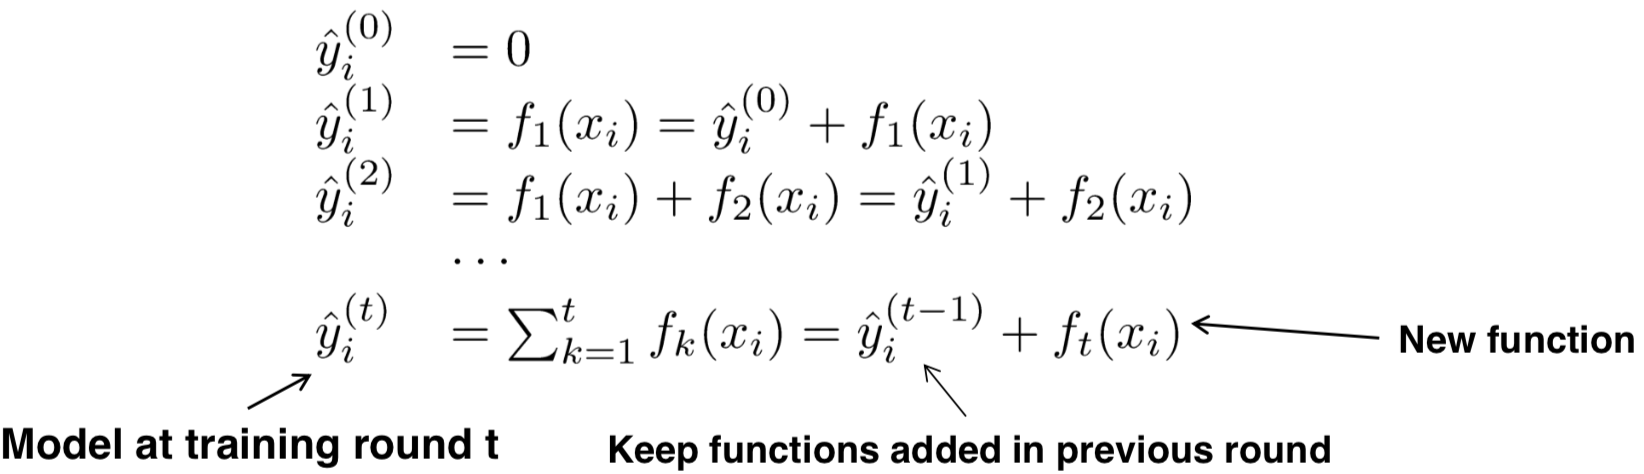 ŷ_i^(0) = 0
ŷ_i^(1) = f_1(x_i) = ŷ_i^(0) + f_1(x_i)
ŷ_i^(2) = f_1(x_i) + f_2(x_i) = ŷ_i^(1) + f_2(x_i)
···
ŷ_i^(t) = ∑_{k=1}^t f_k(x_i) = ŷ_i^(t−1) + f_t(x_i)
New function
Model at training round t
Keep functions added in previous round